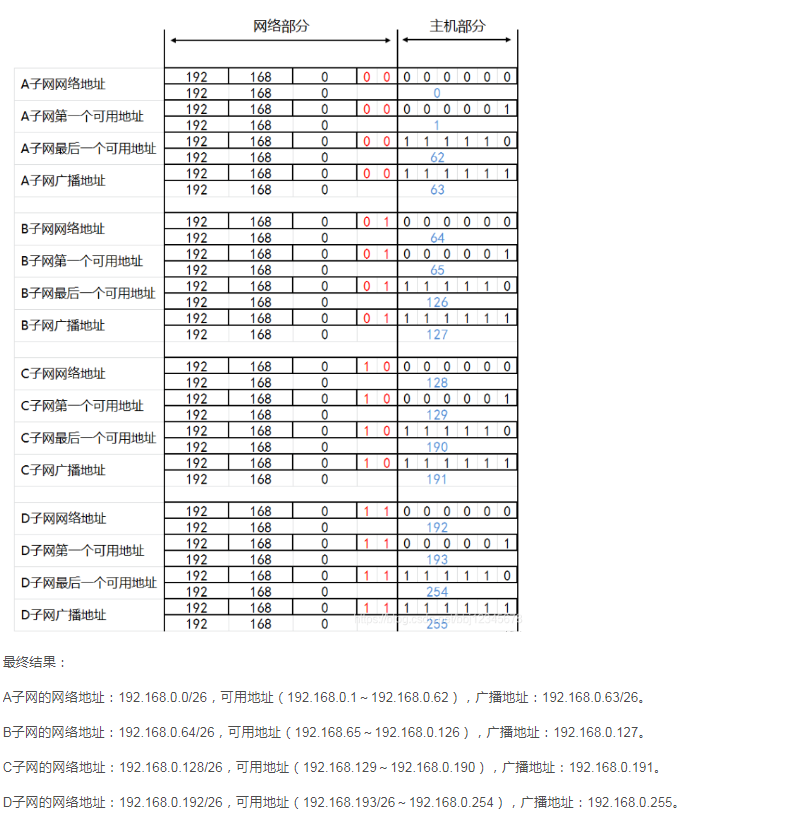 网络部分 主机部分
A子网网络地址 192 168 0 0 0 0 0 0 0 0 0
192 168 0 0
A子网第一个可用地址 192 168 0 0 0 0 0 0 0 0 1
192 168 0 1
A子网最后一个可用地址 192 168 0 0 0 1 1 1 1 1 0
192 168 0 62
A子网广播地址 192 168 0 0 0 1 1 1 1 1 1
192 168 0 63
B子网网络地址 192 168 0 0 1 0 0 0 0 0 0
192 168 0 64
B子网第一个可用地址 192 168 0 0 1 0 0 0 0 0 1
192 168 0 65
B子网最后一个可用地址 192 168 0 0 1 1 1 1 1 1 0
192 168 0 126
B子网广播地址 192 168 0 0 1 1 1 1 1 1 1
192 168 0 127
C子网网络地址 192 168 0 1 0 0 0 0 0 0 0
192 168 0 128
C子网第一个可用地址 192 168 0 1 0 0 0 0 0 0 1
192 168 0 129
C子网最后一个可用地址 192 168 0 1 0 1 1 1 1 1 0
192 168 0 190
C子网广播地址 192 168 0 1 0 1 1 1 1 1 1
192 168 0 191
D子网网络地址 192 168 0 1 1 0 0 0 0 0 0
192 168 0 192
D子网第一个可用地址 192 168 0 1 1 0 0 0 0 0 1
192 168 0 193
D子网最后一个可用地址 192 168 0 1 1 1 1 1 1 1 0
192 168 0 254
D子网广播地址 192 168 0 1 1 1 1 1 1 1 1
192 168 0 255
最终结果：
A子网的网络地址：192.168.0.0/26，可用地址（192.168.0.1～192.168.0.62），广播地址：192.168.0.63/26。
B子网的网络地址：192.168.0.64/26，可用地址（192.168.65～192.168.0.126），广播地址：192.168.0.127。
C子网的网络地址：192.168.0.128/26，可用地址（192.168.129～192.168.0.190），广播地址：192.168.0.191。
D子网的网络地址：192.168.0.192/26，可用地址（192.168.193/26～192.168.0.254），广播地址：192.168.0.255。